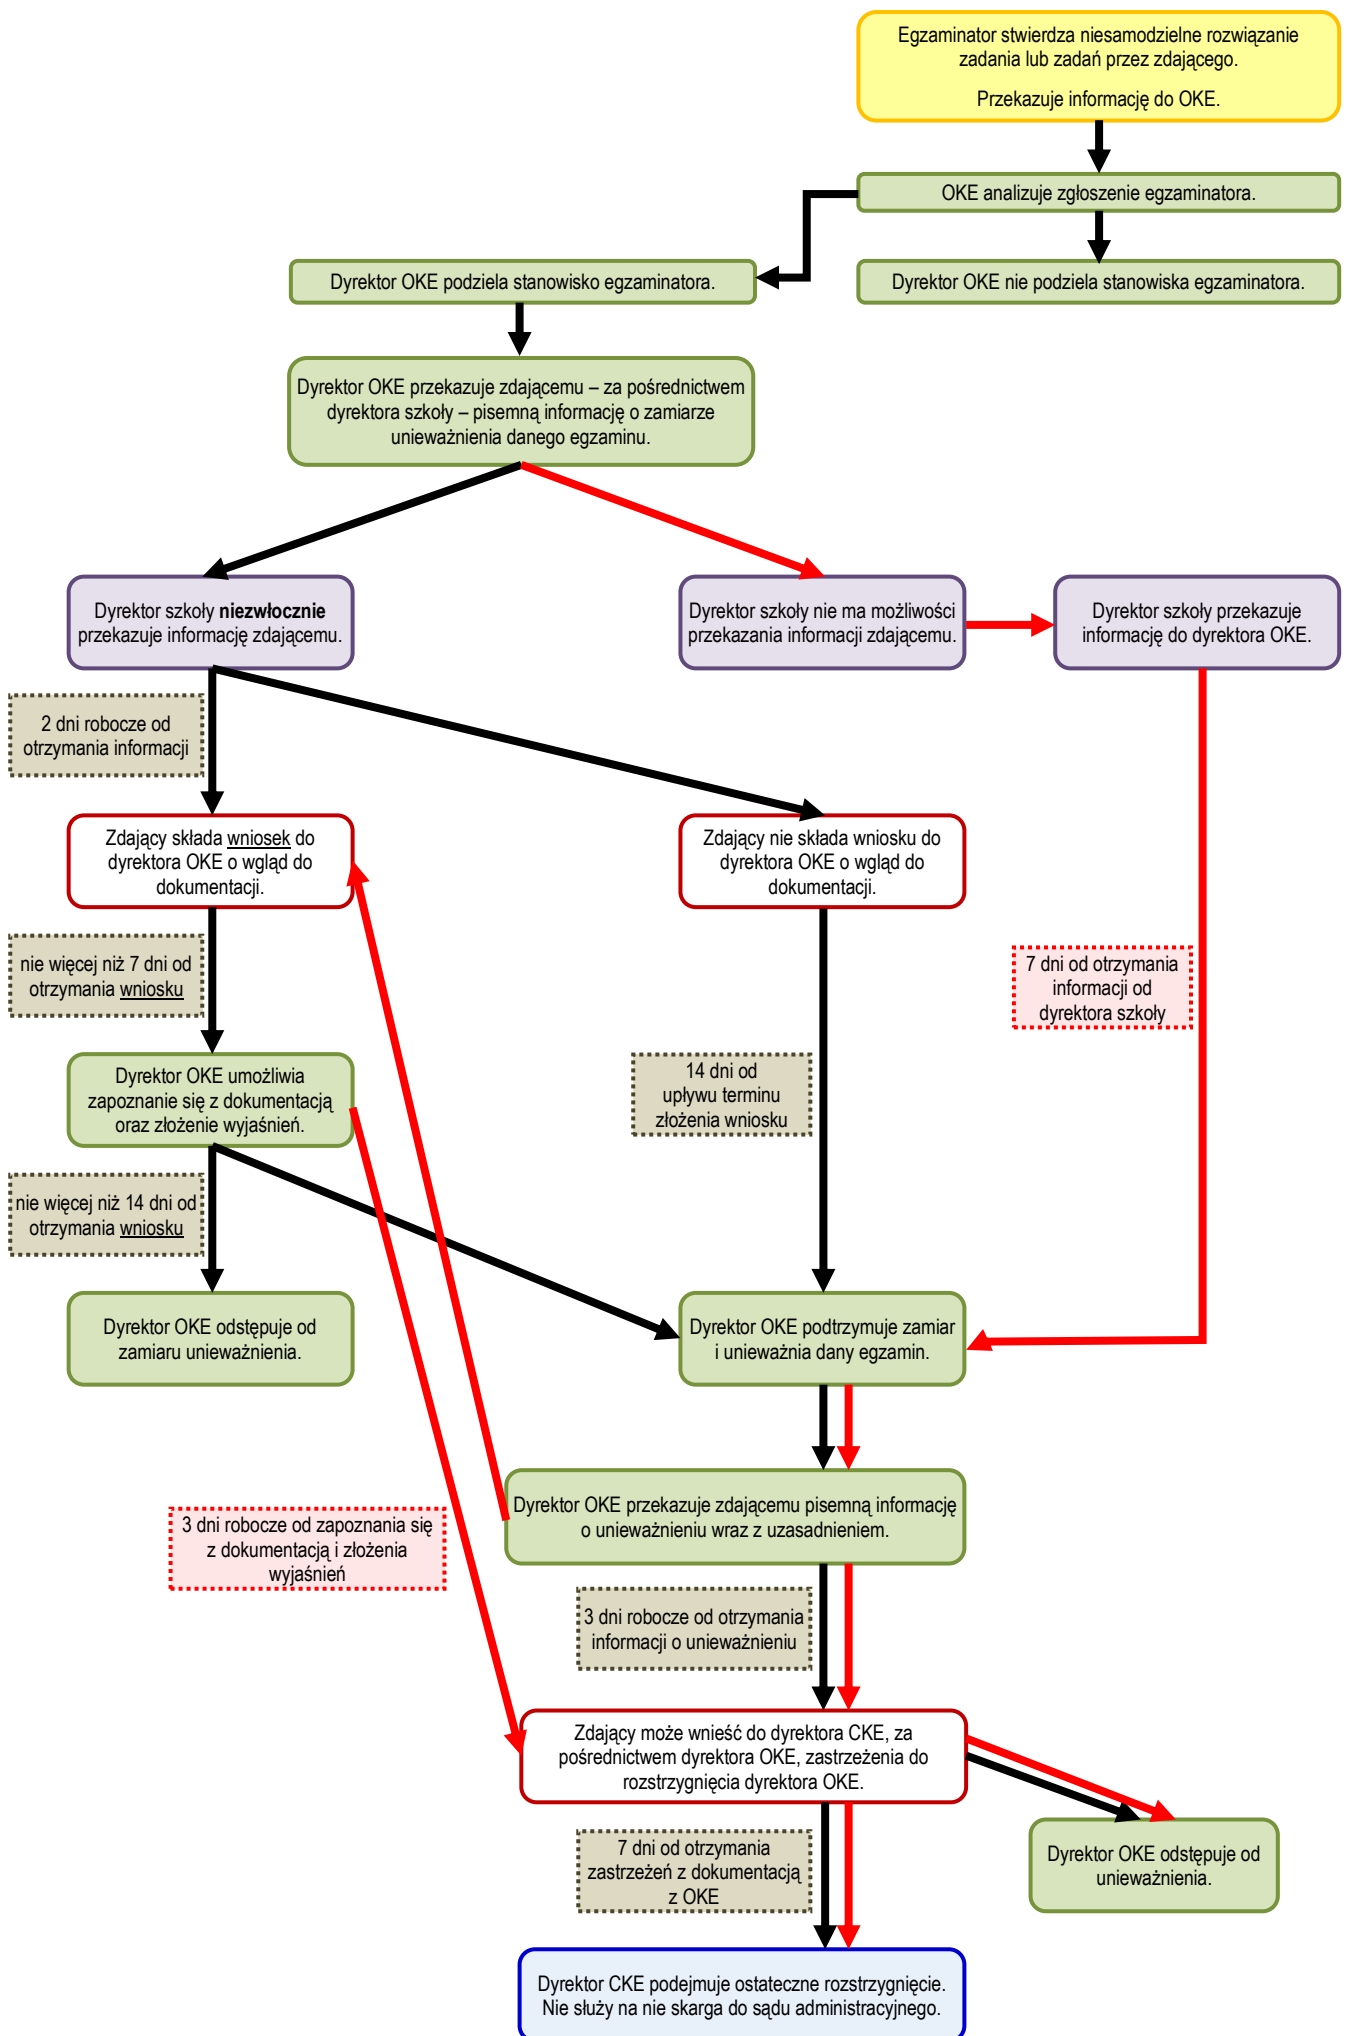 Egzaminator stwierdza niesamodzielne rozwiązanie
zadania lub zadań przez zdającego.
Przekazuje informację do OKE.
OKE analizuje zgłoszenie egzaminatora.
Dyrektor OKE podziela stanowisko egzaminatora.
Dyrektor OKE nie podziela stanowiska egzaminatora.
Dyrektor OKE przekazuje zdającemu – za pośrednictwem
dyrektora szkoły – pisemną informację o zamiarze
unieważnienia danego egzaminu.
Dyrektor szkoły niezwłocznie
przekazuje informację zdającemu.
Dyrektor szkoły nie ma możliwości
przekazania informacji zdającemu.
Dyrektor szkoły przekazuje
informację do dyrektora OKE.
2 dni robocze od
otrzymania informacji
Zdający składa wniosek do
dyrektora OKE o wgląd do
dokumentacji.
Zdający nie składa wniosku do
dyrektora OKE o wgląd do
dokumentacji.
nie więcej niż 7 dni od
otrzymania wniosku
7 dni od otrzymania
informacji od
dyrektora szkoły
Dyrektor OKE umożliwia
zapoznanie się z dokumentacją
oraz złożenie wyjaśnień.
14 dni od
upływu terminu
złożenia wniosku
nie więcej niż 14 dni od
otrzymania wniosku
Dyrektor OKE odstępuje od
zamiaru unieważnienia.
Dyrektor OKE podtrzymuje zamiar
i unieważnia dany egzamin.
Dyrektor OKE przekazuje zdającemu pisemną informację
o unieważnieniu wraz z uzasadnieniem.
3 dni robocze od zapoznania się
z dokumentacją i złożenia
wyjaśnień
3 dni robocze od otrzymania
informacji o unieważnieniu
Zdający może wnieść do dyrektora CKE, za
pośrednictwem dyrektora OKE, zastrzeżenia do
rozstrzygnięcia dyrektora OKE.
7 dni od otrzymania
zastrzeżeń z dokumentacją
z OKE
Dyrektor OKE odstępuje od
unieważnienia.
Dyrektor CKE podejmuje ostateczne rozstrzygnięcie.
Nie służy na nie skarga do sądu administracyjnego.